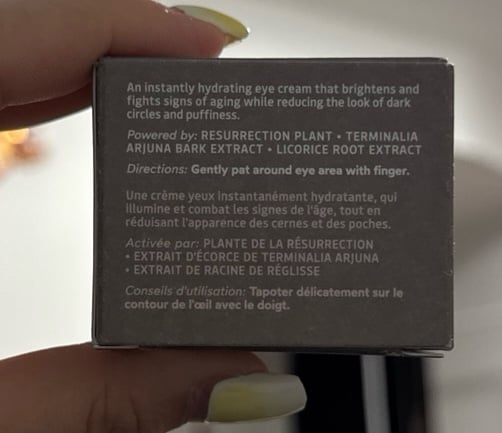 An instantly hydrating eye cream that brightens and
fights signs of aging while reducing the look of dark
circles and puffiness.
Powered by: RESURRECTION PLANT • TERMINALIA
ARJUNA BARK EXTRACT • LICORICE ROOT EXTRACT
Directions: Gently pat around eye area with finger.
Une crème yeux instantanément hydratante, qui
illumine et combat les signes de l'âge, tout en
réduisant l'apparence des cernes et des poches.
Activée par: PLANTE DE LA RÉSURRECTION
• EXTRAIT D'ÉCORCE DE TERMINALIA ARJUNA
• EXTRAIT DE RACINE DE RÉGLISSE
Conseils d'utilisation: Tapoter délicatement sur le
contour de l'œil avec le doigt.